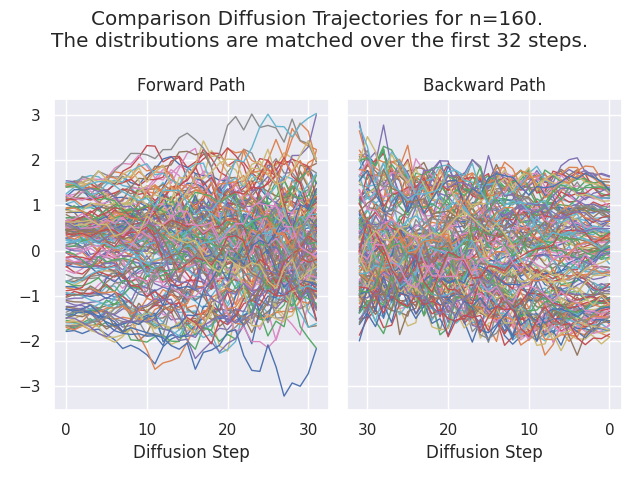 Comparison Diffusion Trajectories for n=160.
The distributions are matched over the first 32 steps.
Forward Path
Backward Path
3
2
1
0
−1
−2
−3
0 10 20 30
30 20 10 0
Diffusion Step
Diffusion Step